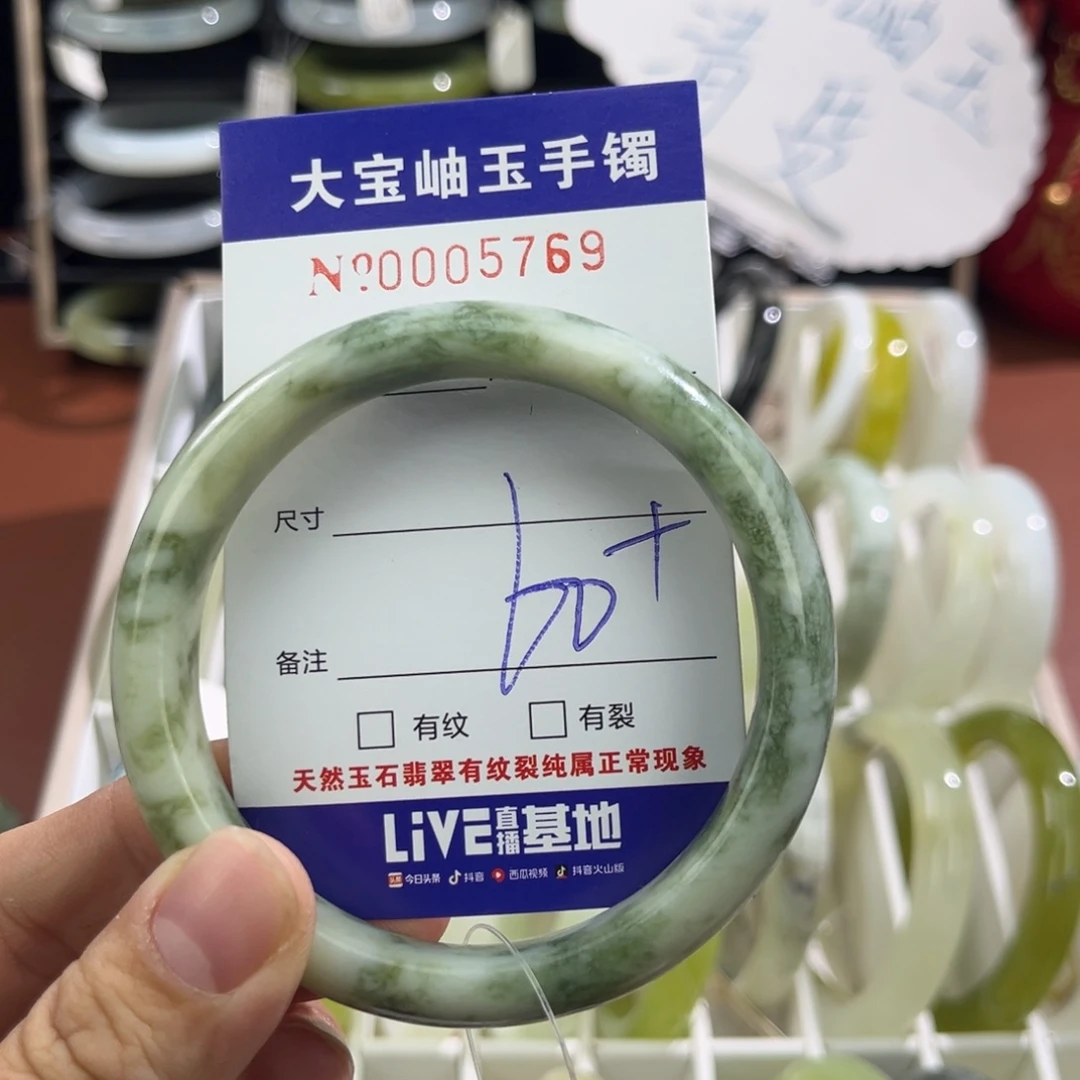 大宝岫玉手镯
Nº0005769
尺寸
60+
备注
□ 有纹 □ 有裂
天然玉石翡翠有纹裂纯属正常现象
LiVE直播基地
今日头条 抖音 西瓜视频 抖音火山版